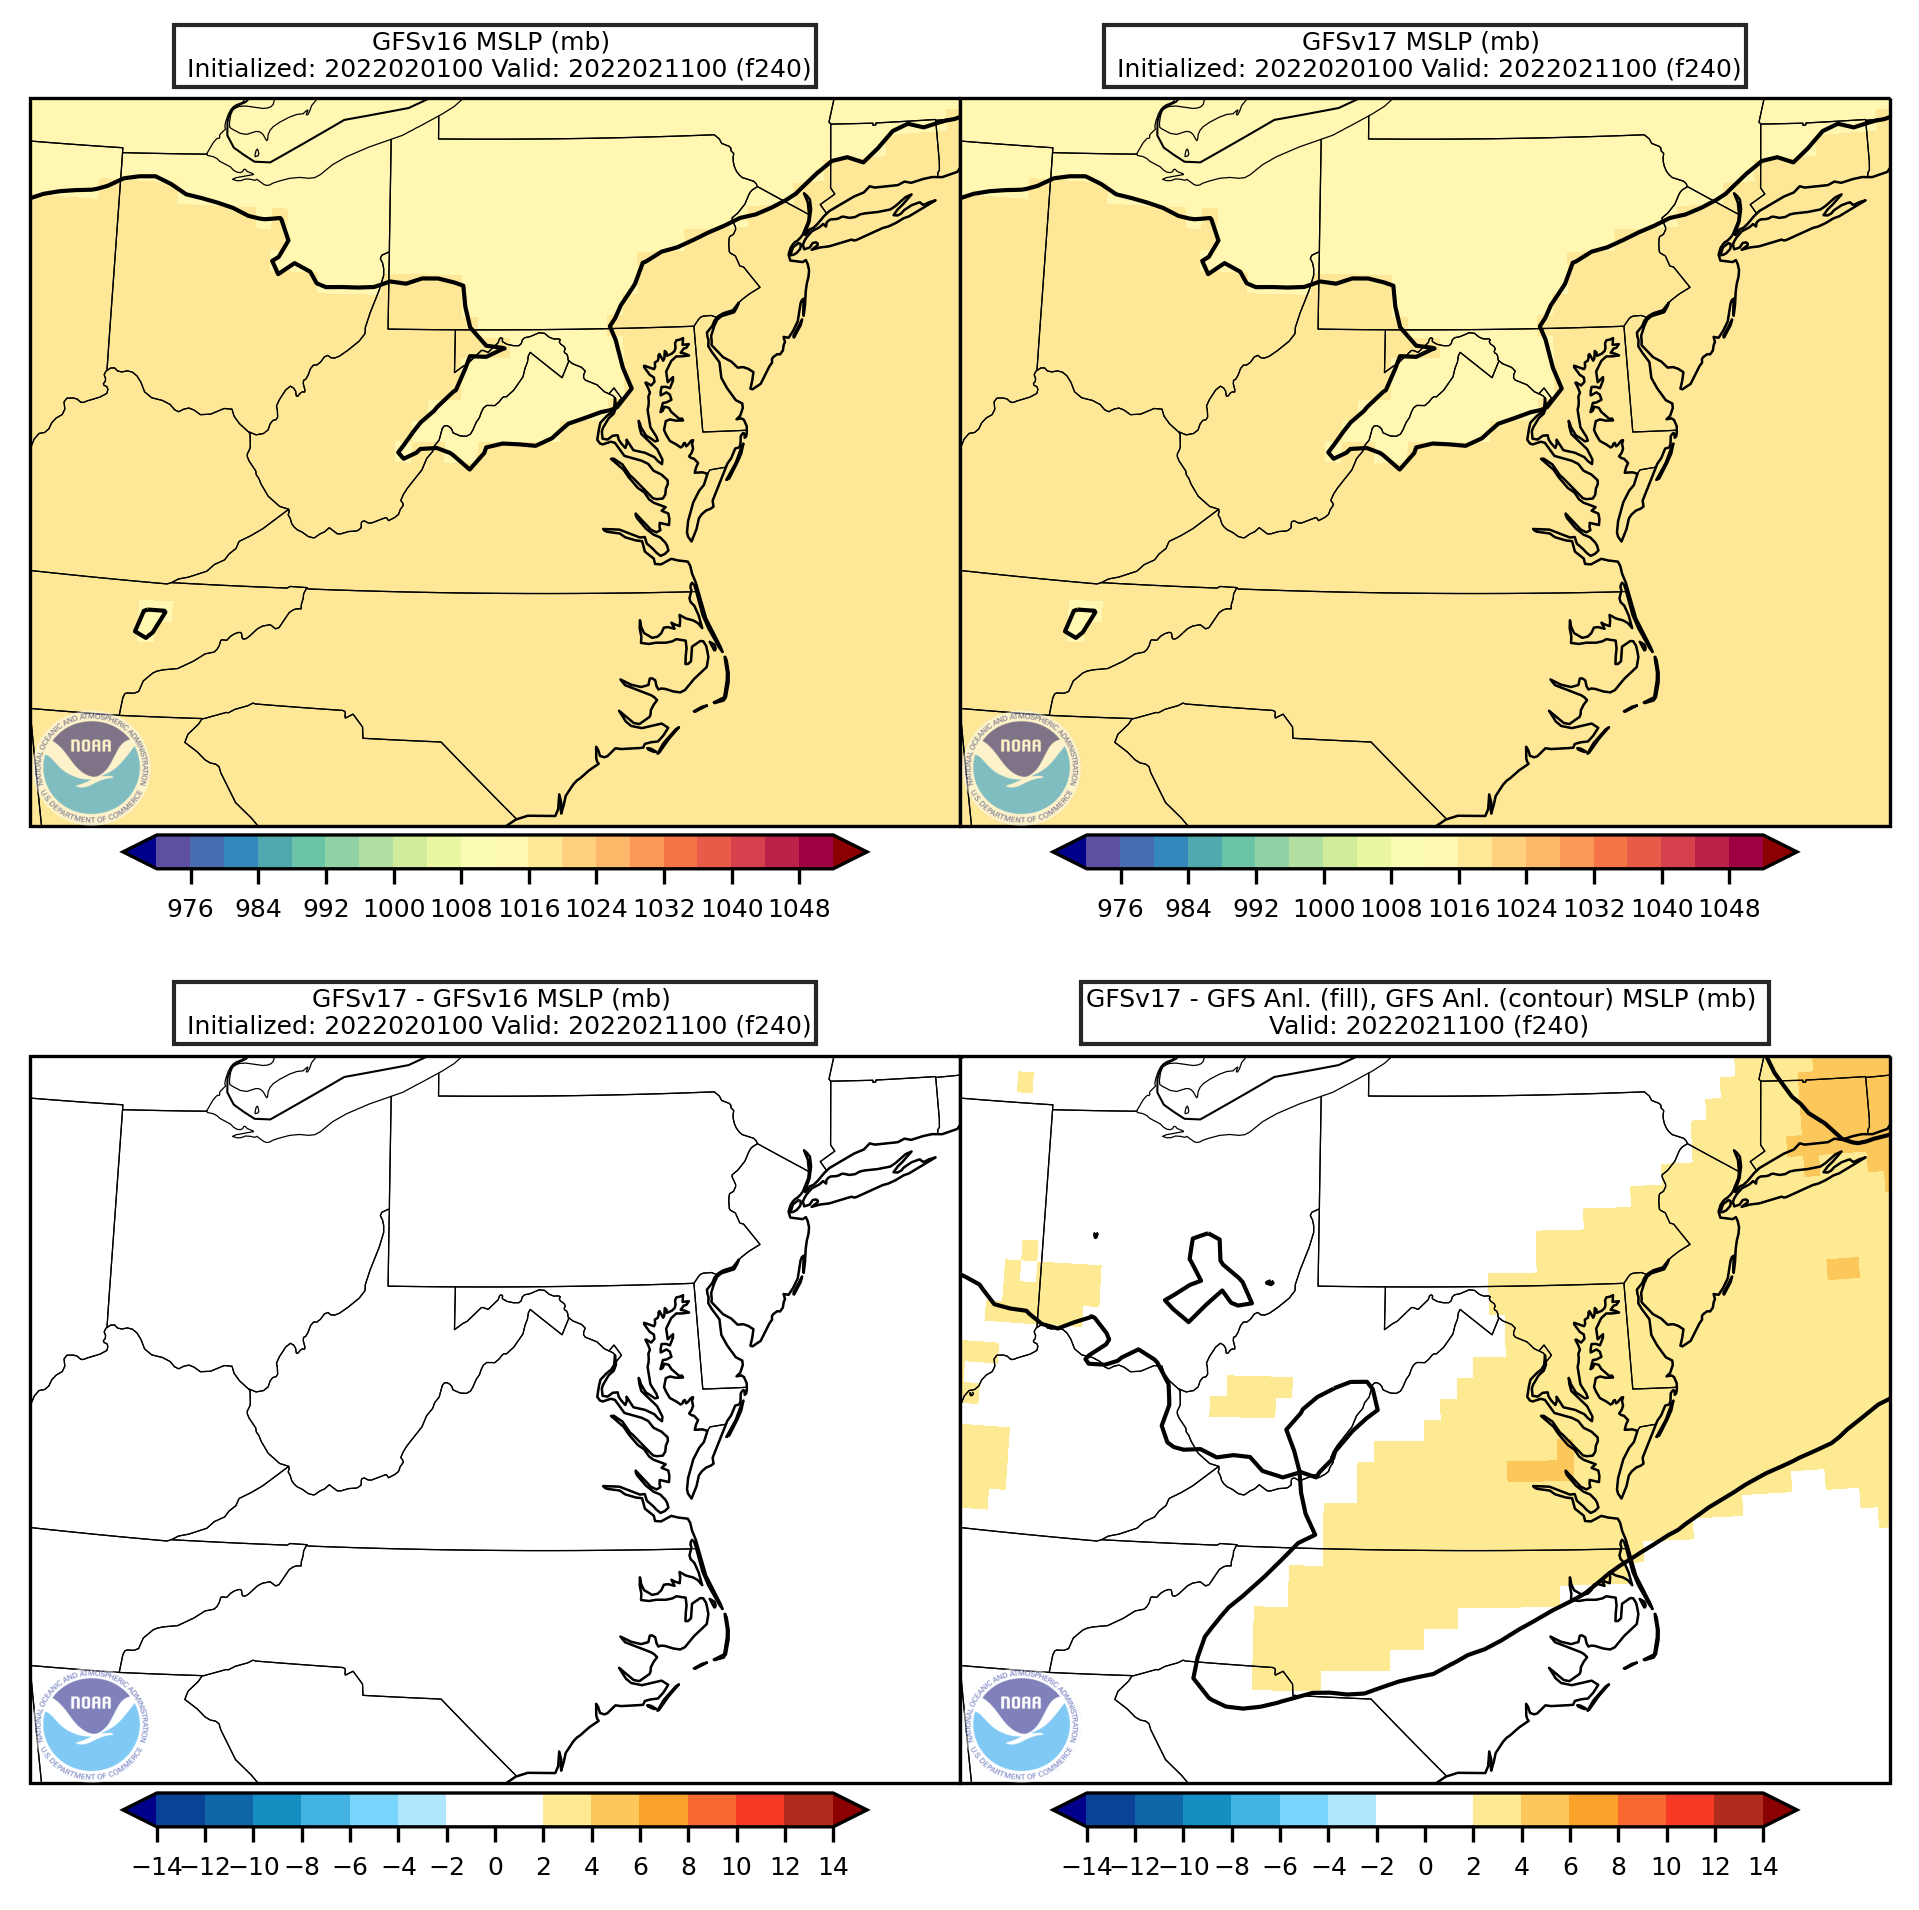 GFSv16 MSLP (mb)
Initialized: 2022020100 Valid: 2022021100 (f240)
GFSv17 MSLP (mb)
Initialized: 2022020100 Valid: 2022021100 (f240)
NATIONAL OCEANIC AND ATMOSPHERIC ADMINISTRATION
NOAA
U.S. DEPARTMENT OF COMMERCE
NATIONAL OCEANIC AND ATMOSPHERIC ADMINISTRATION
NOAA
U.S. DEPARTMENT OF COMMERCE
976 984 992 1000 1008 1016 1024 1032 1040 1048
976 984 992 1000 1008 1016 1024 1032 1040 1048
GFSv17 - GFSv16 MSLP (mb)
Initialized: 2022020100 Valid: 2022021100 (f240)
GFSv17 - GFS Anl. (fill), GFS Anl. (contour) MSLP (mb)
Valid: 2022021100 (f240)
NATIONAL OCEANIC AND ATMOSPHERIC ADMINISTRATION
NOAA
U.S. DEPARTMENT OF COMMERCE
NATIONAL OCEANIC AND ATMOSPHERIC ADMINISTRATION
NOAA
U.S. DEPARTMENT OF COMMERCE
−14 −12 −10 −8 −6 −4 −2 0 2 4 6 8 10 12 14
−14 −12 −10 −8 −6 −4 −2 0 2 4 6 8 10 12 14